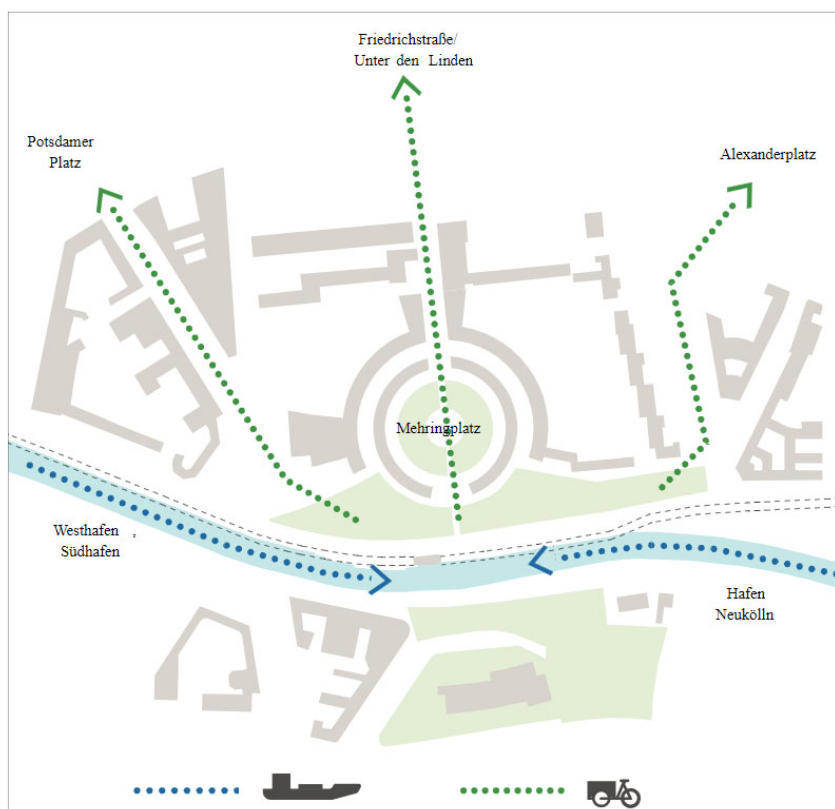 Friedrichstraße/
Unter den Linden
Potsdamer
Platz
Alexanderplatz
Mehringplatz
Westhafen
Südhafen ,
Hafen
Neukölln